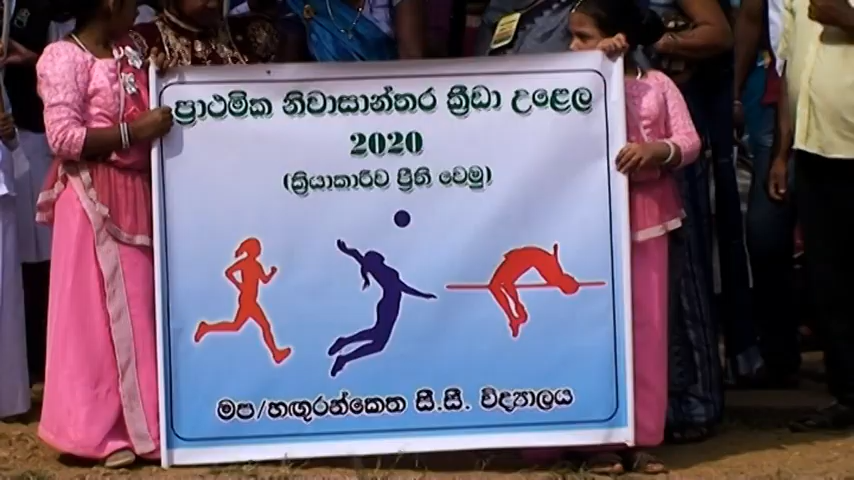 ප්‍රාථමික නිවාසාන්තර ක්‍රීඩා උළෙල
2020
(ක්‍රියාකාරීව ප්‍රීති වෙමු)
මප/හඟුරන්කෙත සී.සී. විද්‍යාලය